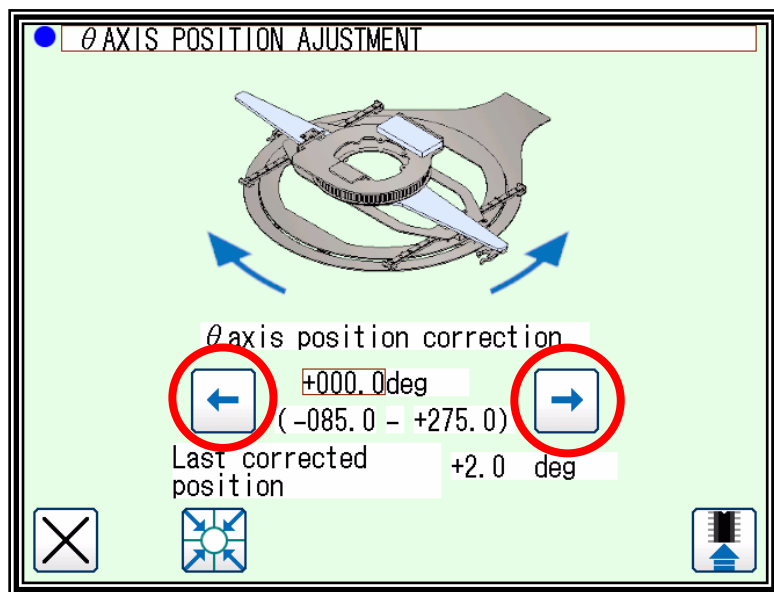 θ AXIS POSITION AJUSTMENT
θ axis position correction
+000.0deg
(-085.0 - +275.0)
Last corrected position +2.0 deg